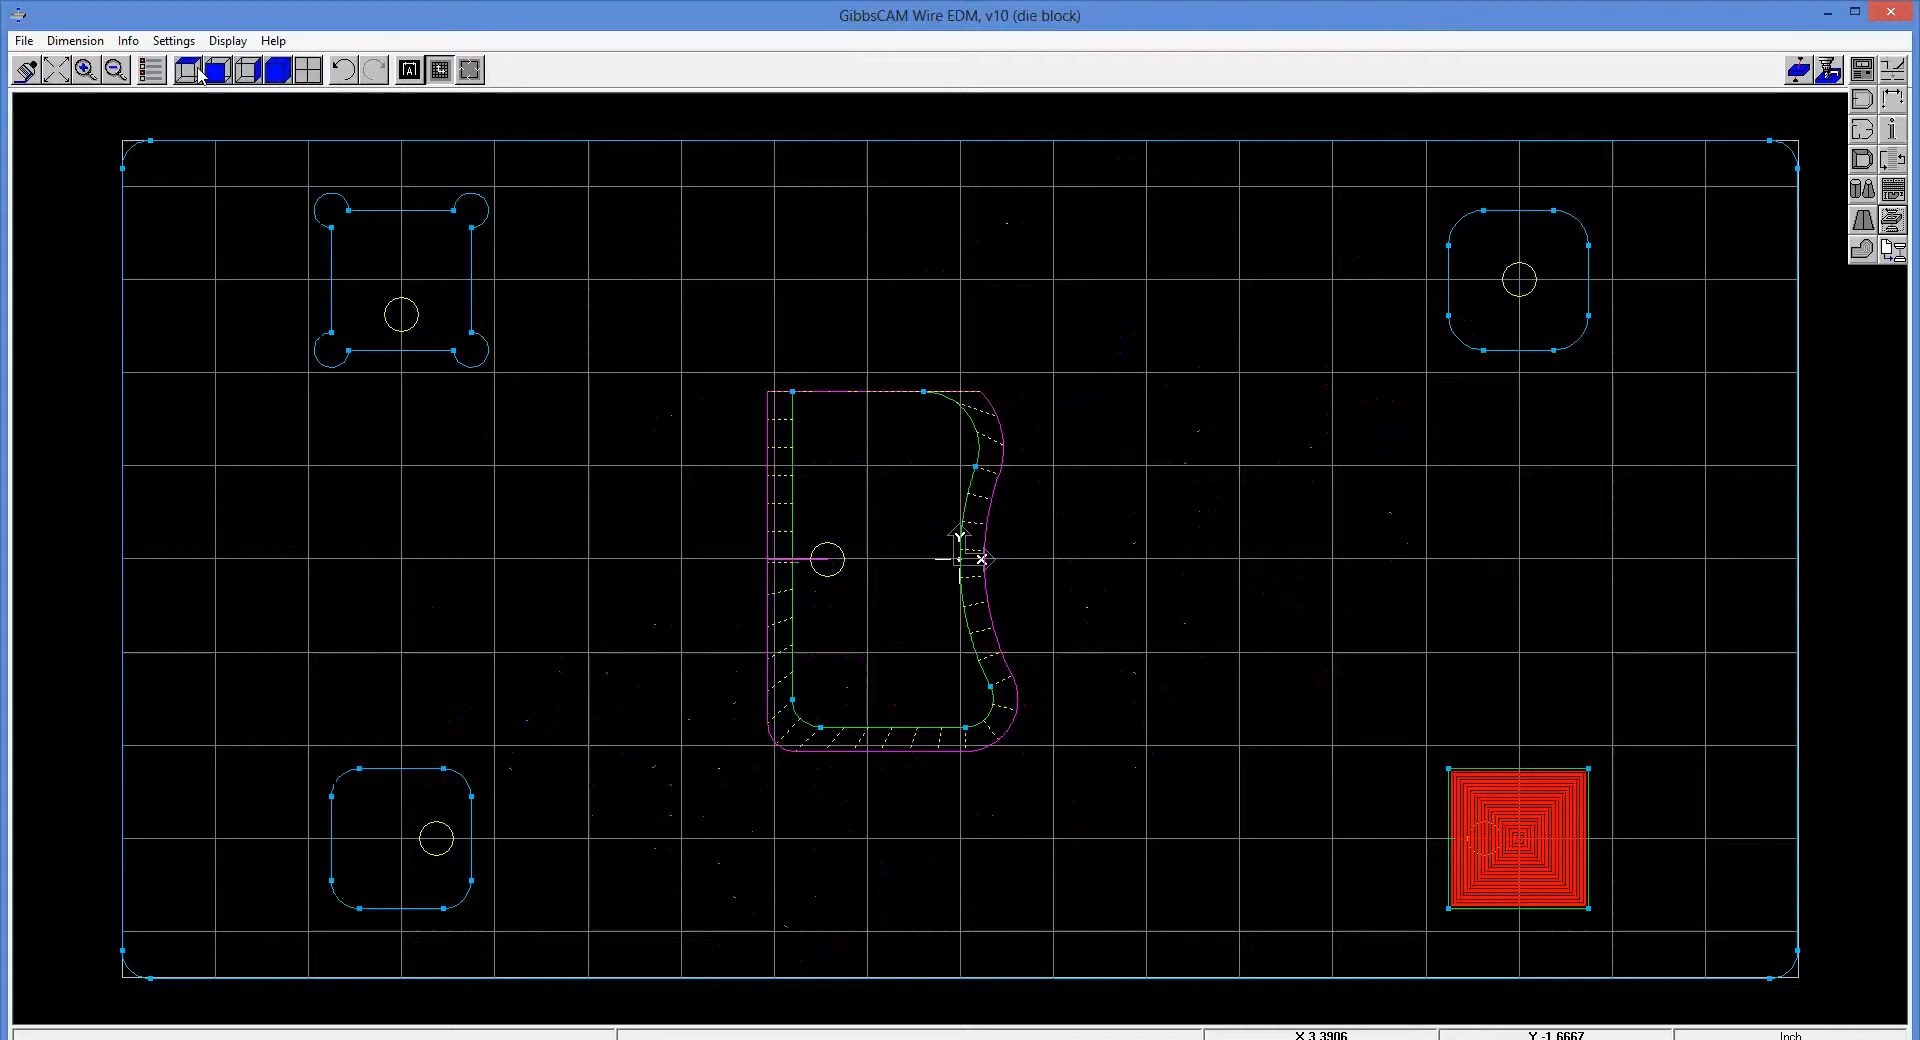 GibbsCAM Wire EDM, v10 (die block)
File Dimension Info Settings Display Help
A
i
Y
X
X 3.3906 Y -1.6667 Inch